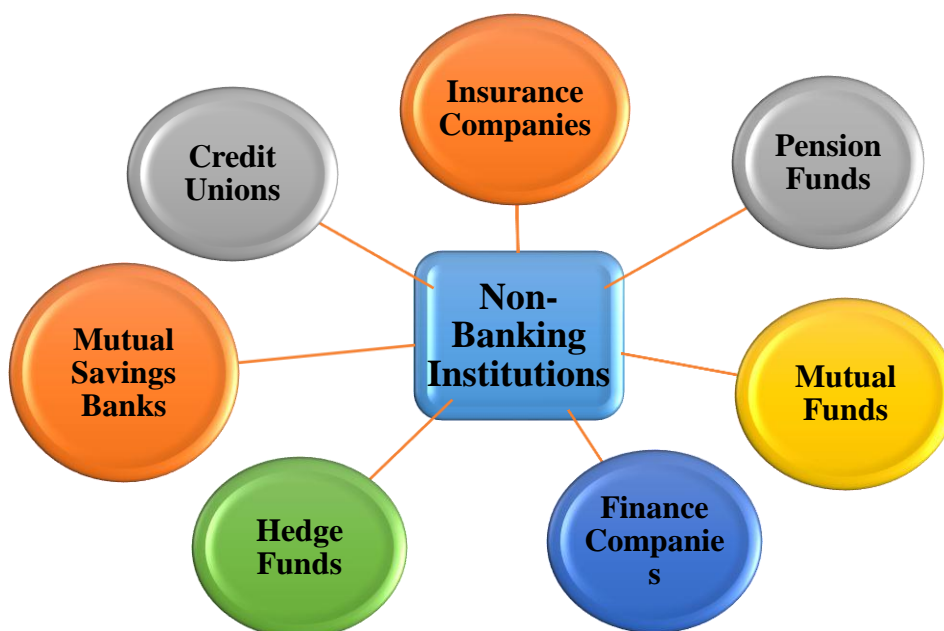 Insurance
Companies
Credit
Unions
Pension
Funds
Non-
Banking
Institutions
Mutual
Savings
Banks
Mutual
Funds
Hedge
Funds
Finance
Companie
s